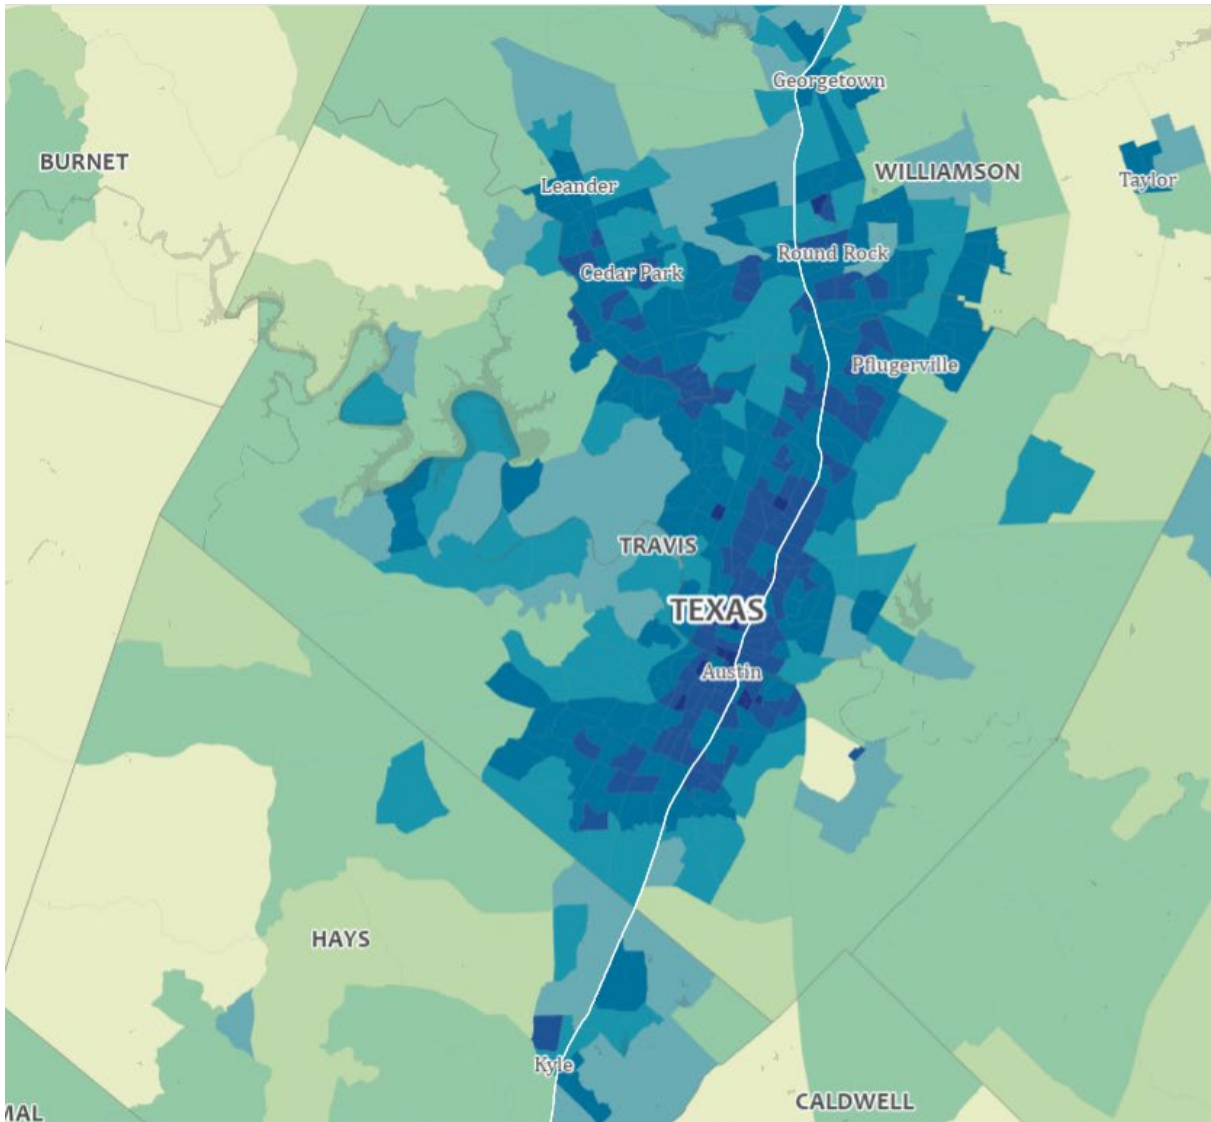 Georgetown
BURNET
WILLIAMSON
Taylor
Leander
Round Rock
Cedar Park
Pflugerville
TRAVIS
TEXAS
Austin
HAYS
Kyle
CALDWELL
MAL